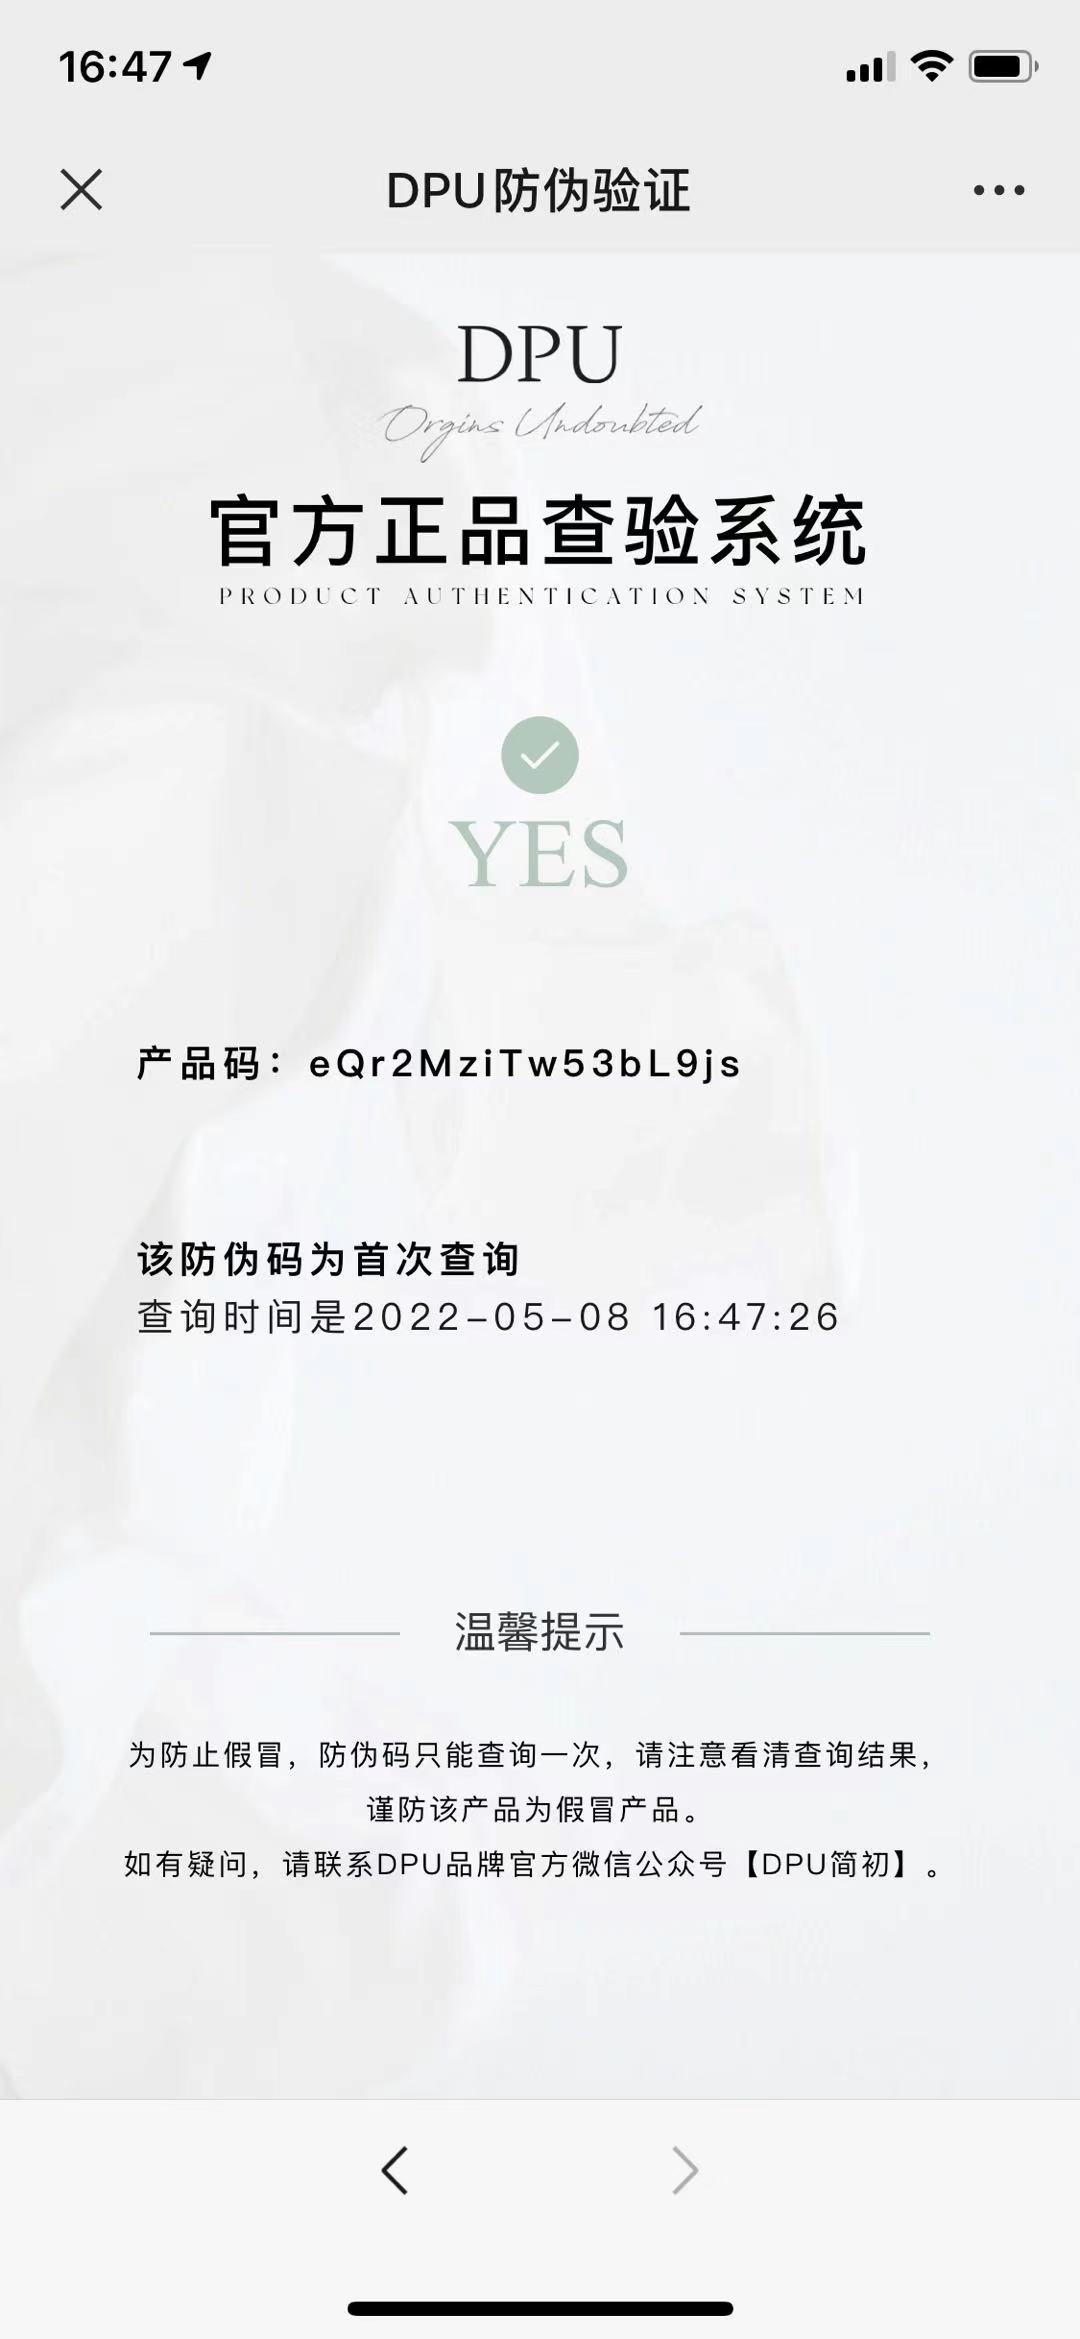 16:47
DPU防伪验证
DPU
Orgins Undoubted
官方正品查验系统
PRODUCT AUTHENTICATION SYSTEM
YES
产品码：eQr2MziTw53bL9js
该防伪码为首次查询
查询时间是2022-05-08 16:47:26
温馨提示
为防止假冒，防伪码只能查询一次，请注意看清查询结果，
谨防该产品为假冒产品。
如有疑问，请联系DPU品牌官方微信公众号【DPU简初】。